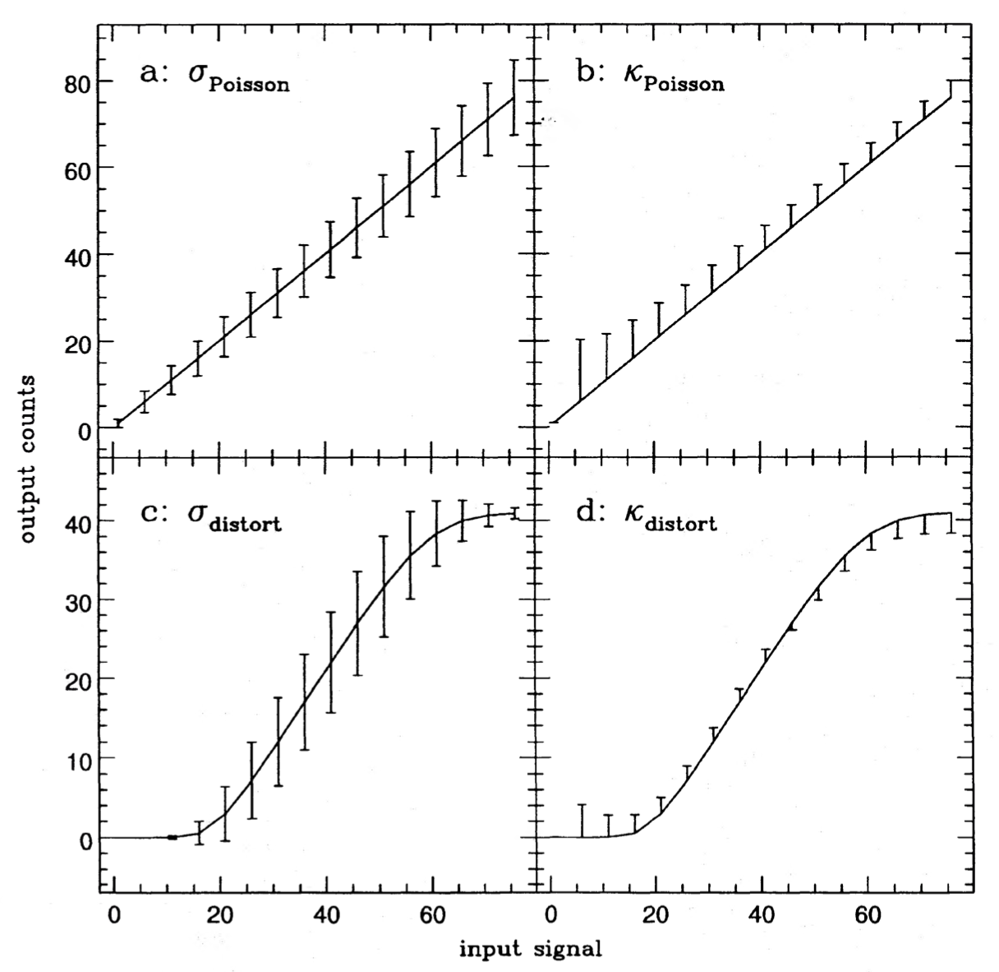 a: σPoisson
b: κPoisson
80
60
40
20
0
output counts
c: σdistort
d: κdistort
40
30
20
10
0
0 20 40 60
0 20 40 60
input signal